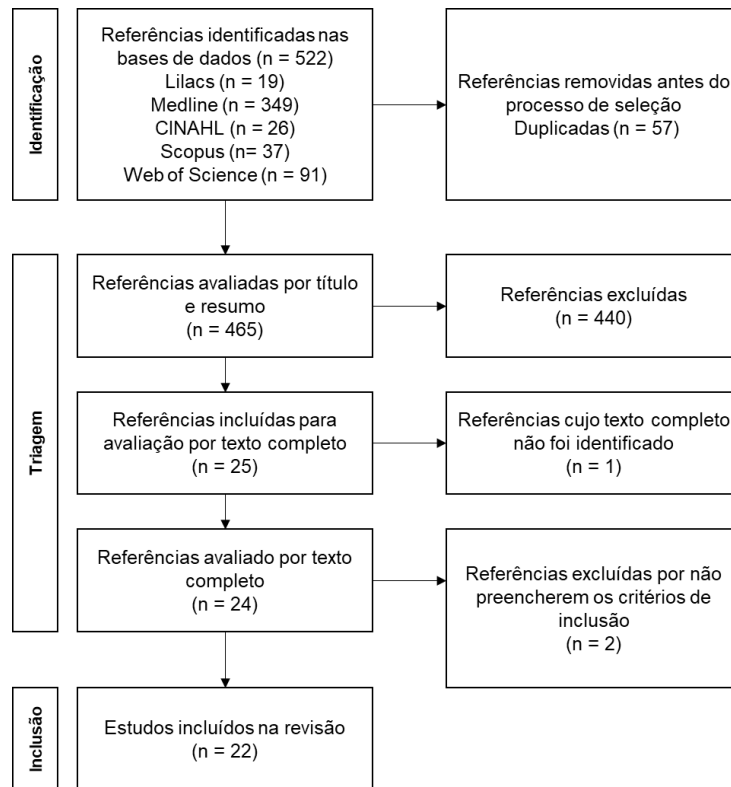 Identificação
Referências identificadas nas
bases de dados (n = 522)
Lilacs (n = 19)
Medline (n = 349)
CINAHL (n = 26)
Scopus (n= 37)
Web of Science (n = 91)
Referências removidas antes do
processo de seleção
Duplicadas (n = 57)
Triagem
Referências avaliadas por título
e resumo
(n = 465)
Referências excluídas
(n = 440)
Referências incluídas para
avaliação por texto completo
(n = 25)
Referências cujo texto completo
não foi identificado
(n = 1)
Referências avaliado por texto
completo
(n = 24)
Referências excluídas por não
preencherem os critérios de
inclusão
(n = 2)
Inclusão
Estudos incluídos na revisão
(n = 22)